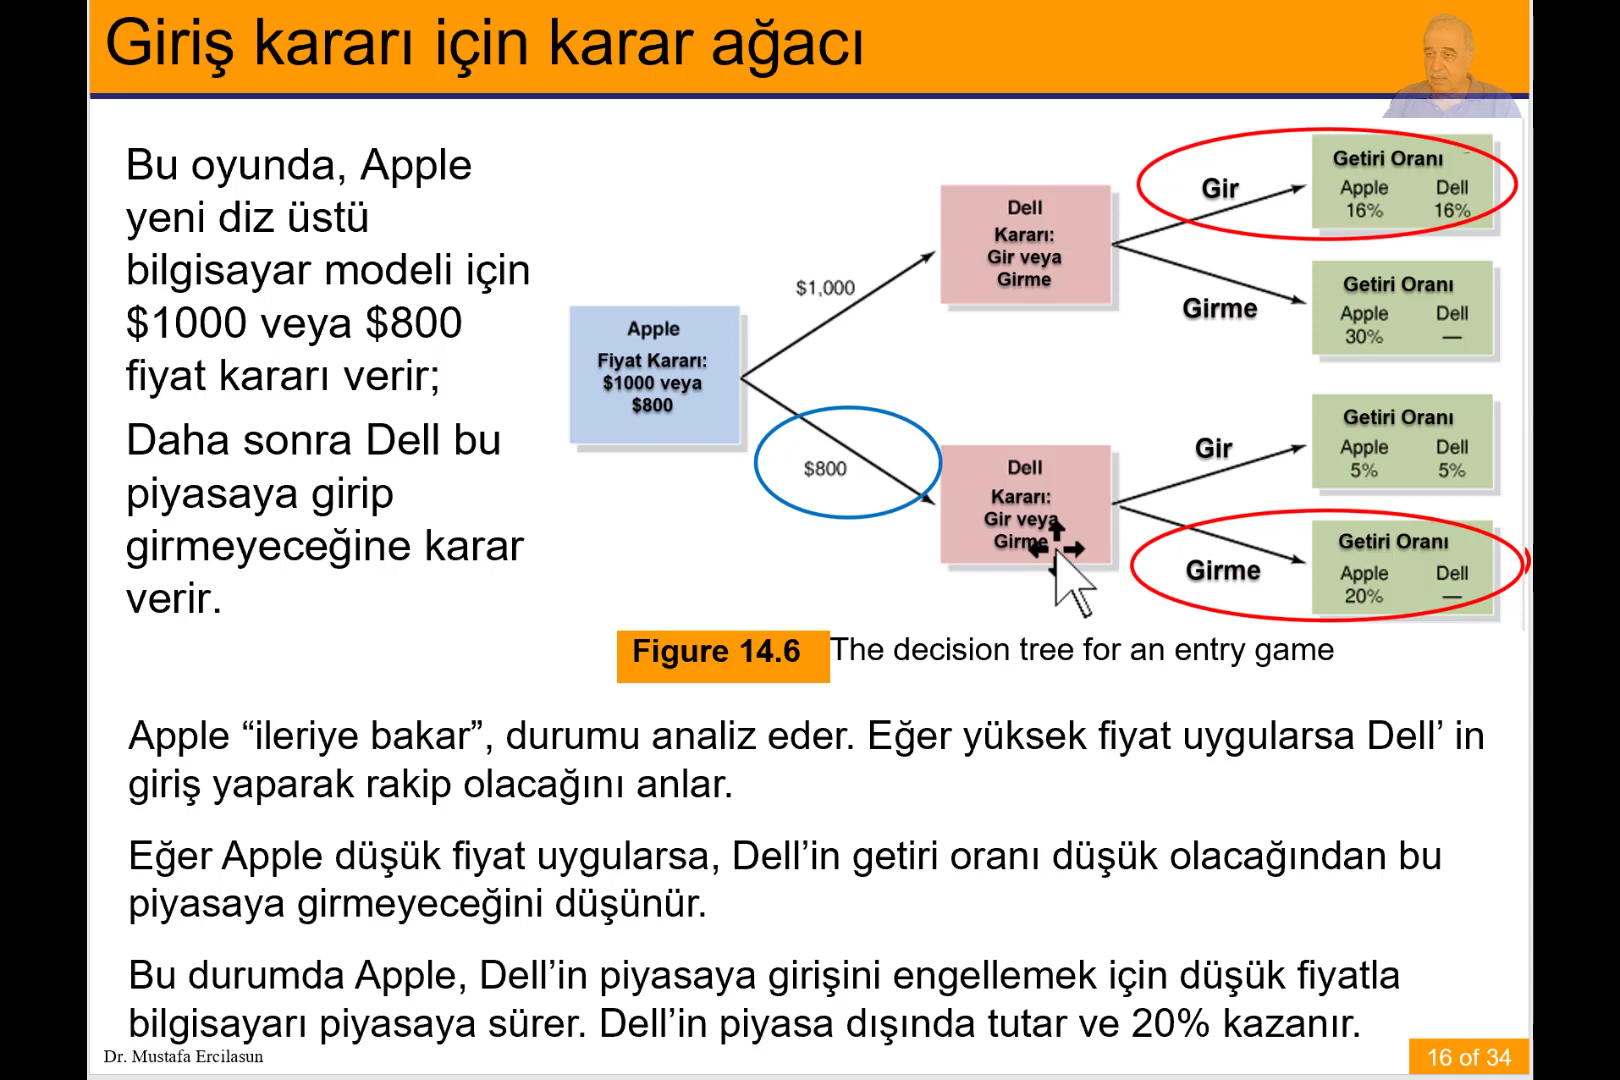 Giriş kararı için karar ağacı
Bu oyunda, Apple
yeni diz üstü
bilgisayar modeli için
$1000 veya $800
fiyat kararı verir;
Daha sonra Dell bu
piyasaya girip
girmeyeceğine karar
verir.
Apple
Fiyat Kararı:
$1000 veya
$800
$1,000
$800
Dell
Kararı:
Gir veya
Girme
Gir
Girme
Getiri Oranı
Apple Dell
16% 16%
Getiri Oranı
Apple Dell
30% —
Dell
Kararı:
Gir veya
Girme
Gir
Girme
Getiri Oranı
Apple Dell
5% 5%
Getiri Oranı
Apple Dell
20% —
Figure 14.6 The decision tree for an entry game
Apple “ileriye bakar”, durumu analiz eder. Eğer yüksek fiyat uygularsa Dell’ in
giriş yaparak rakip olacağını anlar.
Eğer Apple düşük fiyat uygularsa, Dell’in getiri oranı düşük olacağından bu
piyasaya girmeyeceğini düşünür.
Bu durumda Apple, Dell’in piyasaya girişini engellemek için düşük fiyatla
bilgisayarı piyasaya sürer. Dell’in piyasa dışında tutar ve 20% kazanır.
Dr. Mustafa Ercilasun
16 of 34